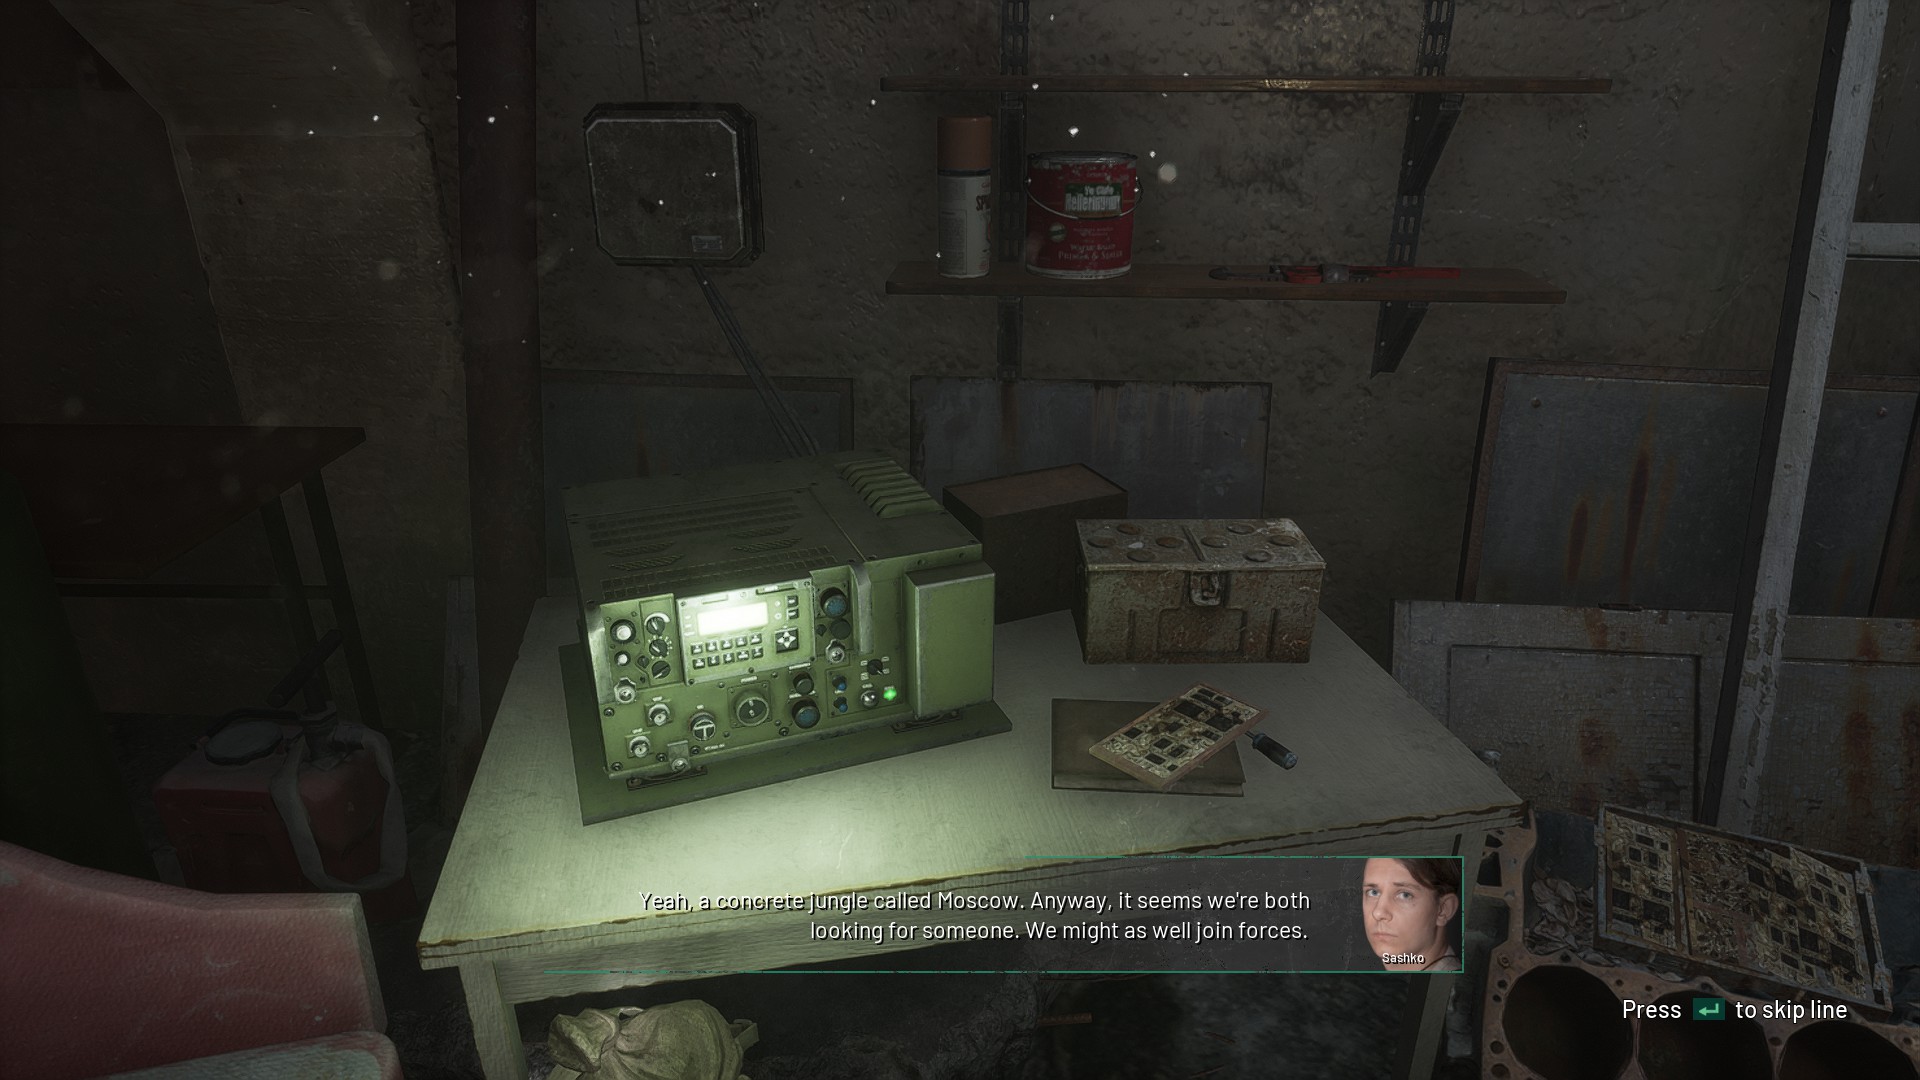 Yeah, a concrete jungle called Moscow. Anyway, it seems we're both
looking for someone. We might as well join forces.
Sashko
Press ↵ to skip line